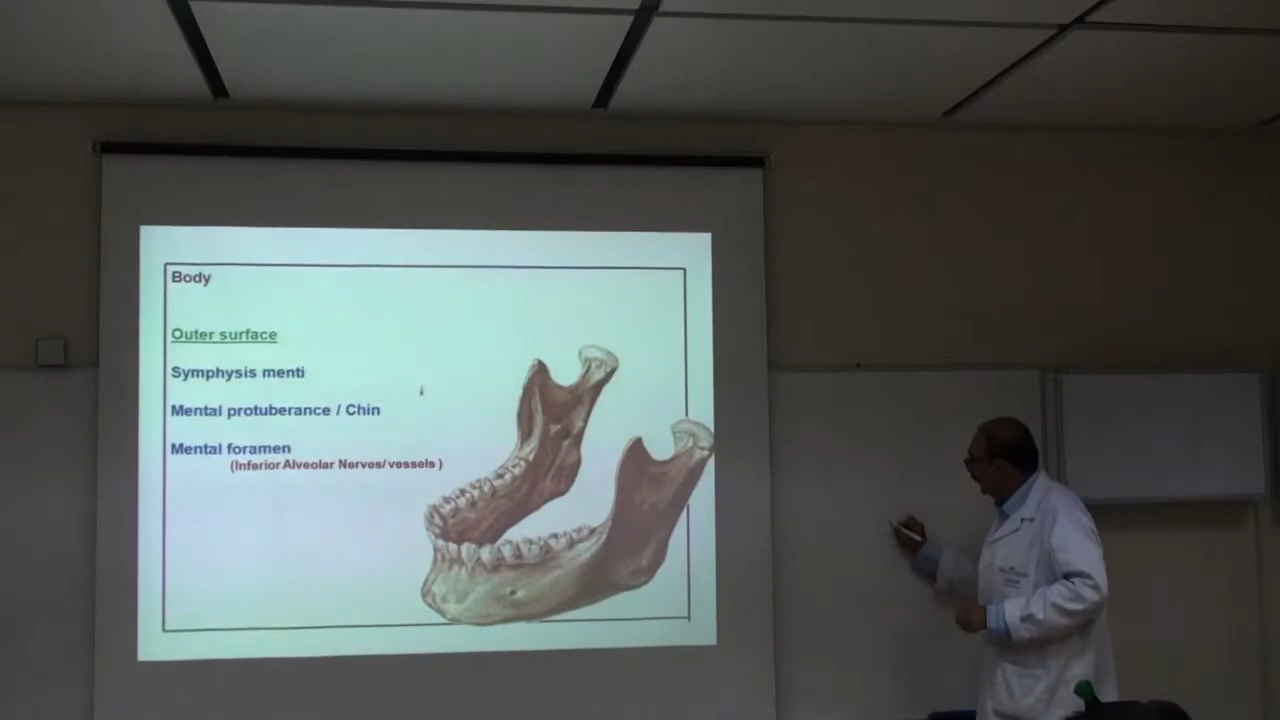 Body
Outer surface
Symphysis menti
Mental protuberance / Chin
Mental foramen
(Inferior Alveolar Nerves/vessels )